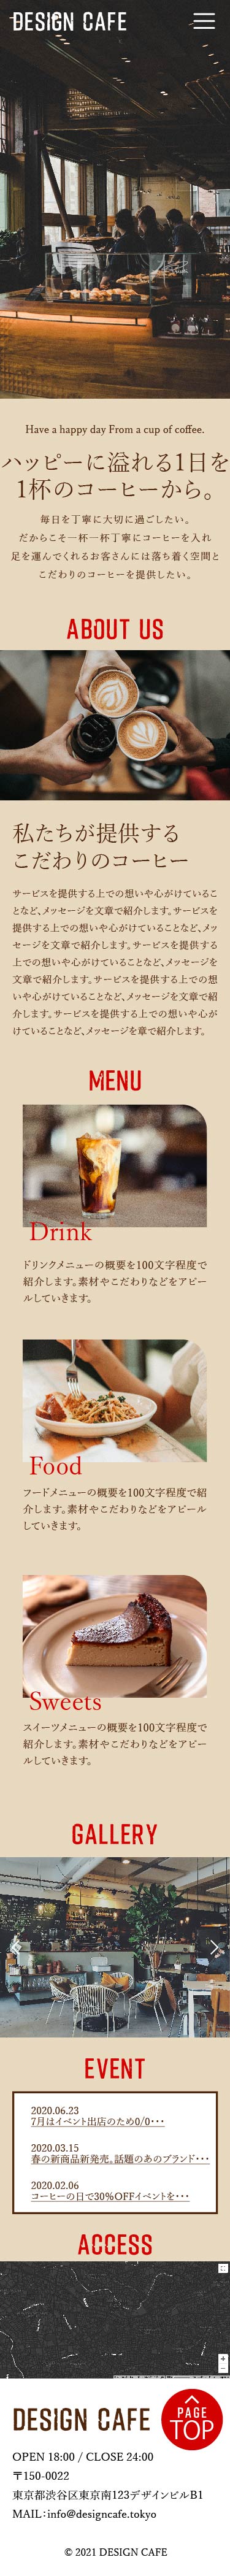 DESIGN CAFE
Have a happy day From a cup of coffee.
ハッピーに溢れる1日を
1杯のコーヒーから。
毎日を丁寧に大切に過ごしたい。
だからこそ一杯一杯丁寧にコーヒーを入れ
足を運んでくれるお客さんには落ち着く空間と
こだわりのコーヒーを提供したい。
ABOUT US
私たちが提供する
こだわりのコーヒー
サービスを提供する上での想いや心がけているこ
となど、メッセージを文章で紹介します。サービスを
提供する上での想いや心がけていることなど、メッ
セージを文章で紹介します。サービスを提供する
上での想いや心がけていることなど、メッセージを
文章で紹介します。サービスを提供する上での想
いや心がけていることなど、メッセージを文章で紹
介します。サービスを提供する上での想いや心が
けていることなど、メッセージを章で紹介します。
MENU
Drink
ドリンクメニューの概要を100文字程度で
紹介します。素材やこだわりなどをアピー
ルしていきます。
Food
フードメニューの概要を100文字程度で紹
介します。素材やこだわりなどをアピール
していきます。
Sweets
スイーツメニューの概要を100文字程度で
紹介します。素材やこだわりなどをアピー
ルしていきます。
GALLERY
EVENT
2020.06.23
7月はイベント出店のため0/0・・・
2020.03.15
春の新商品新発売。話題のあのブランド・・・
2020.02.06
コーヒーの日で30%OFFイベントを・・・
ACCESS
DESIGN CAFE
PAGE
TOP
OPEN 18:00 / CLOSE 24:00
〒150-0022
東京都渋谷区東京南123デザインビルB1
MAIL：info@designcafe.tokyo
© 2021 DESIGN CAFE